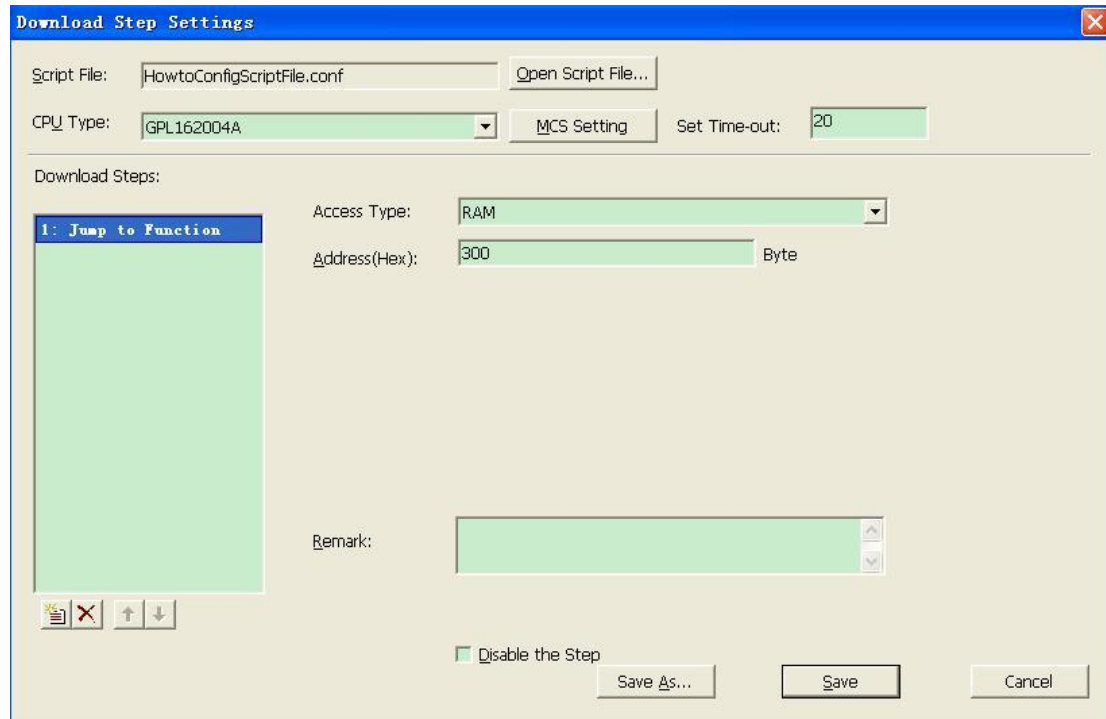 Download Step Settings
Script File: HowtoConfigScriptFile.conf Open Script File...
CPU Type: GPL162004A MCS Setting Set Time-out: 20
Download Steps:
1: Jump to Function
Access Type: RAM
Address(Hex): 300 Byte
Remark:
Disable the Step
Save As... Save Cancel